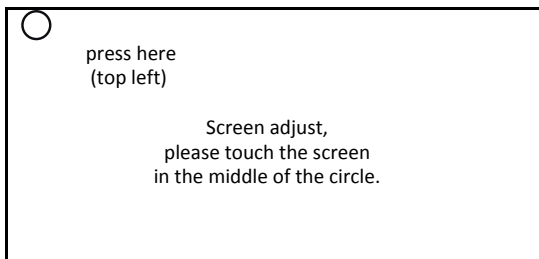 press here
(top left)
Screen adjust,
please touch the screen
in the middle of the circle.